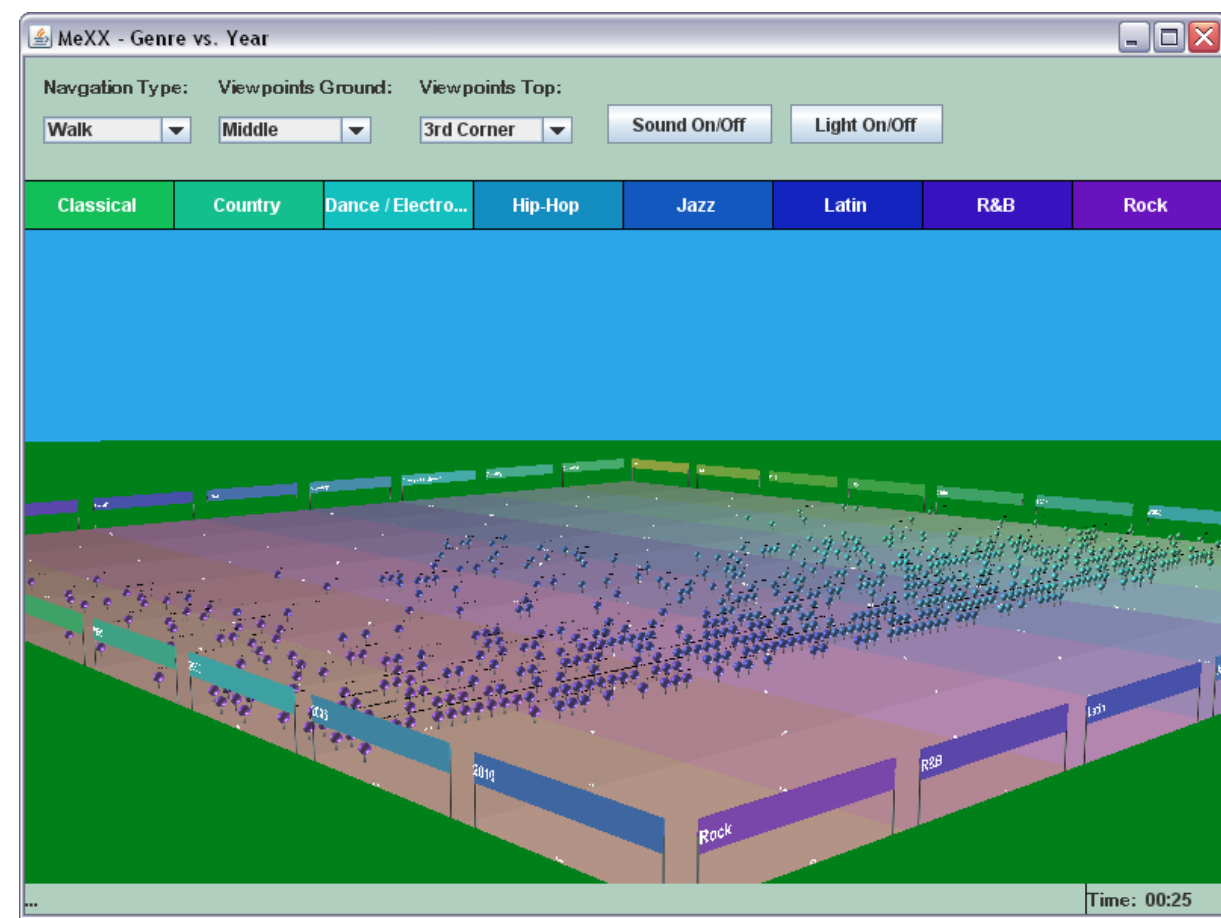 MeXX - Genre vs. Year
Navgation Type: Viewpoints Ground: Viewpoints Top:
Walk Middle 3rd Corner Sound On/Off Light On/Off
Classical Country Dance / Electro... Hip-Hop Jazz Latin R&B Rock
Latin
R&B
2010
Rock
... Time: 00:25